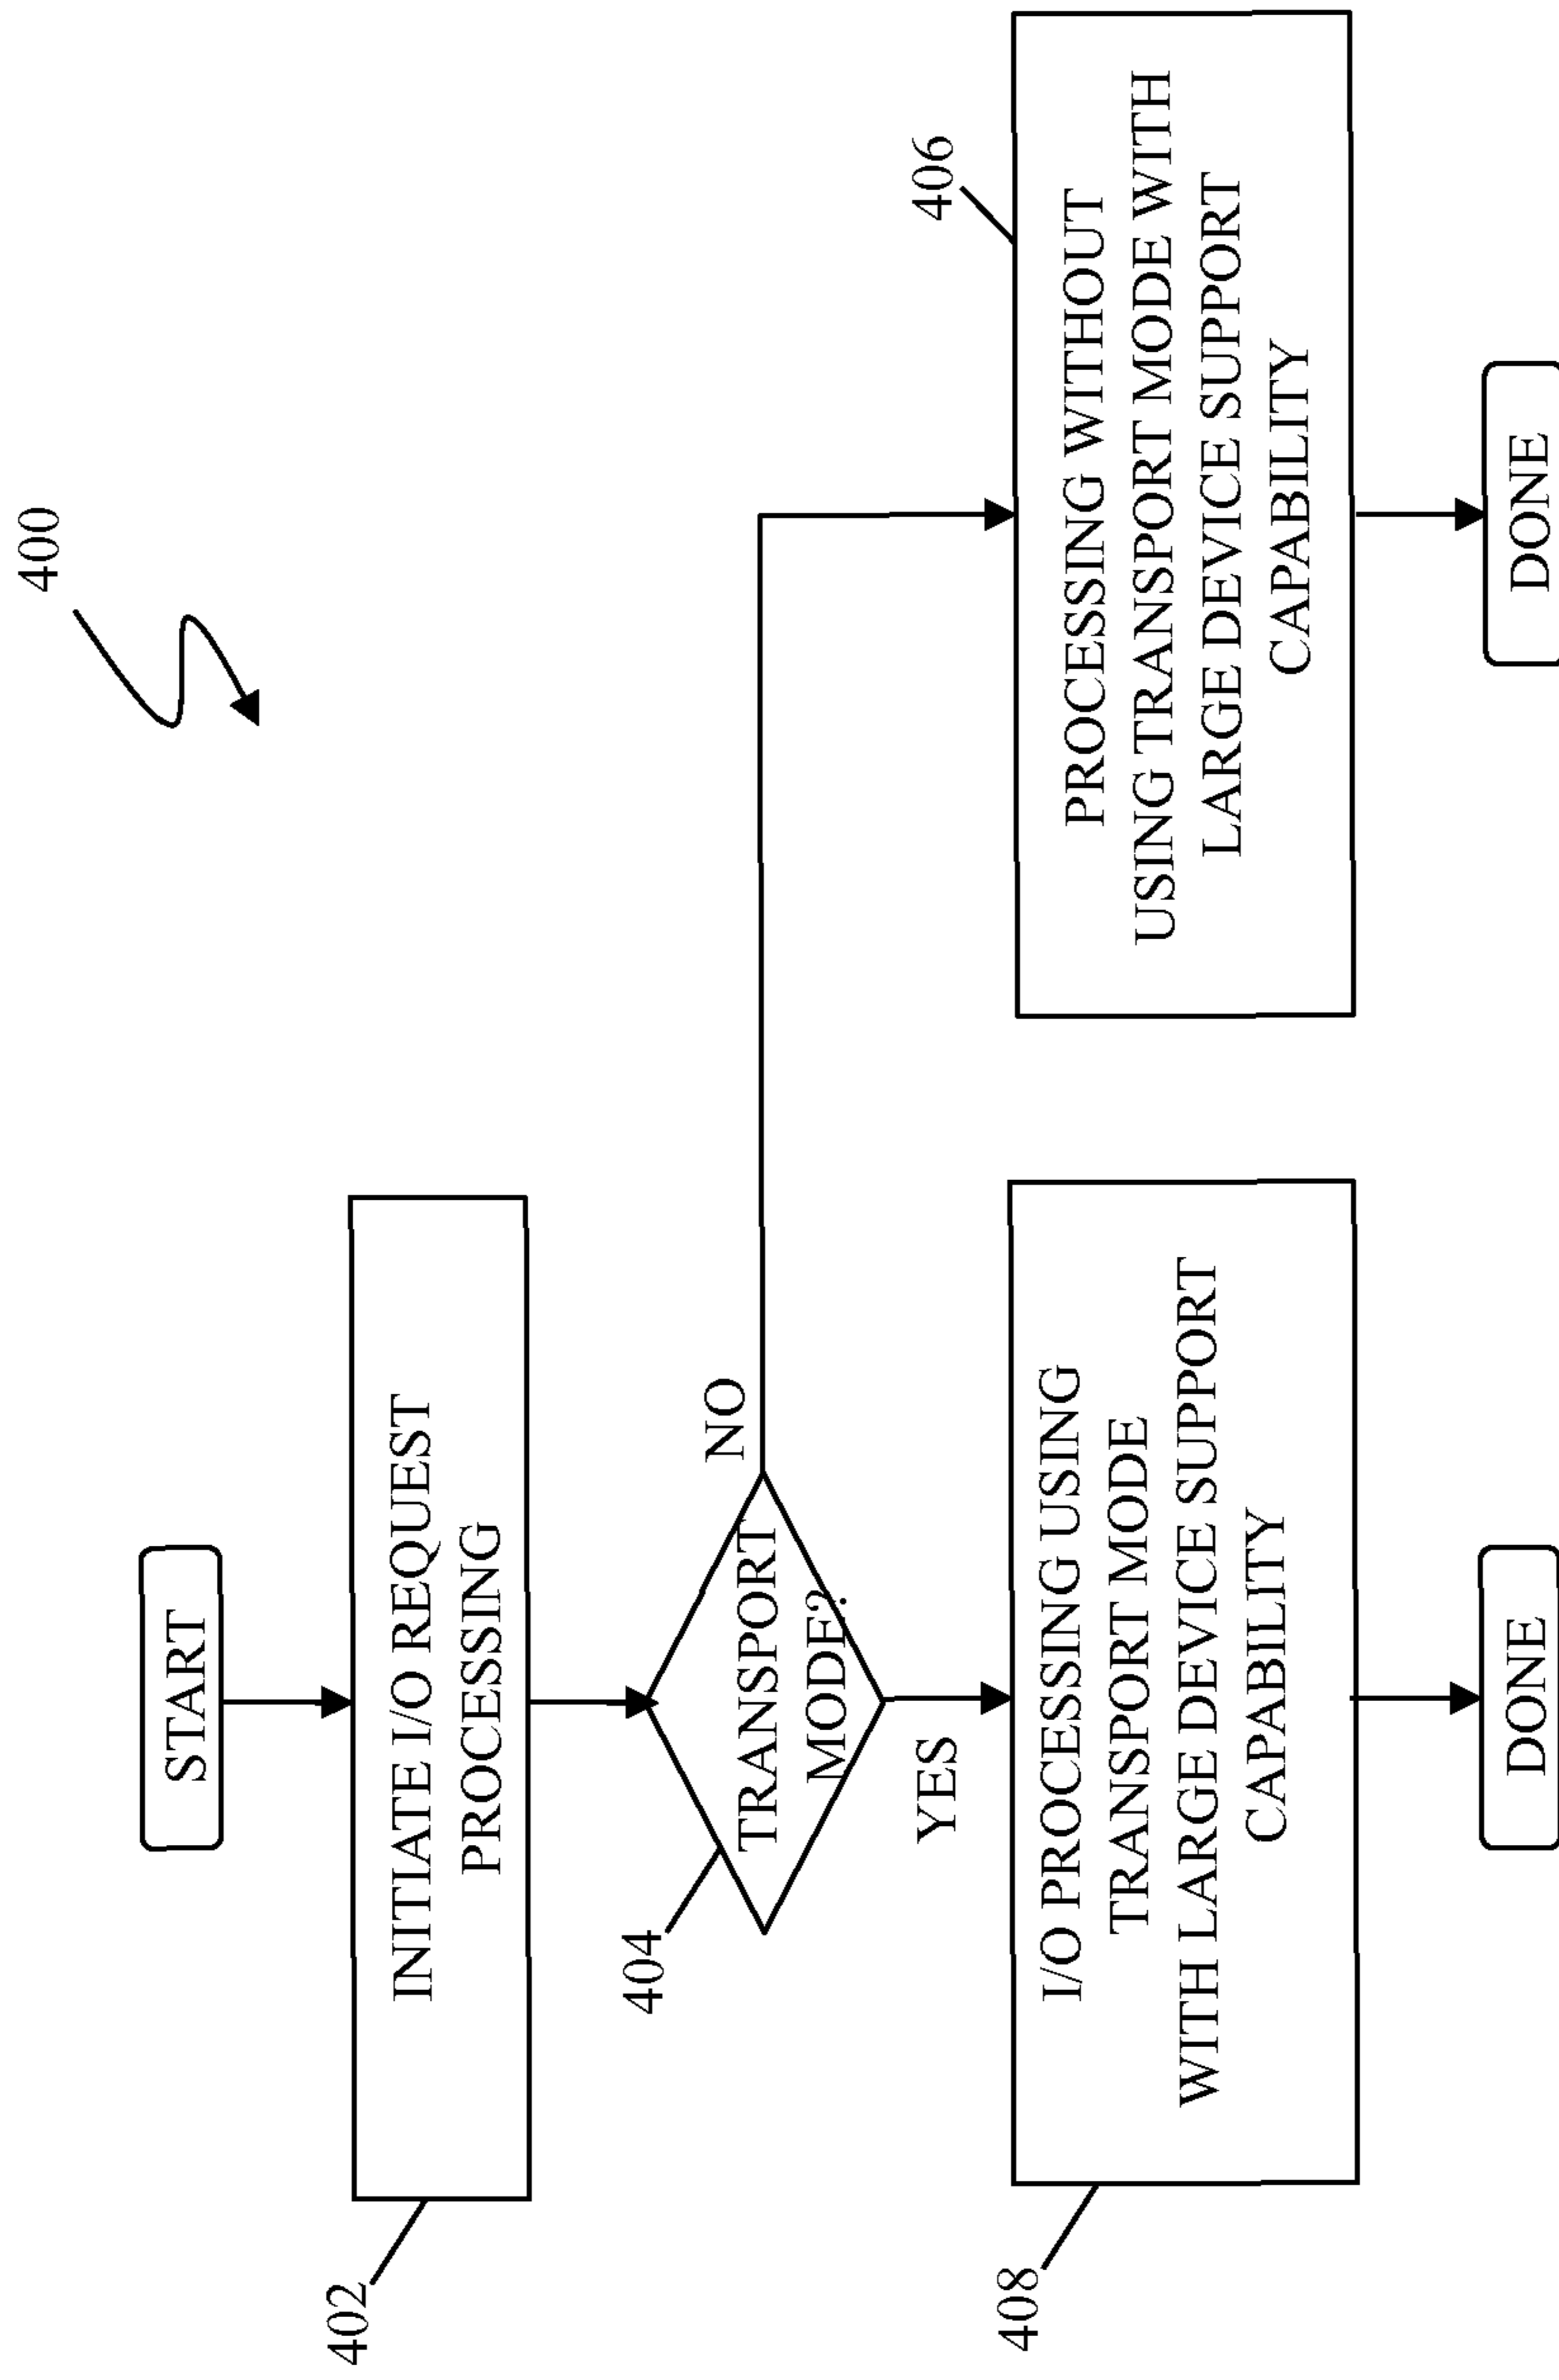 400
START
402
INITIATE I/O REQUEST
PROCESSING
404
TRANSPORT
MODE?
NO
YES
406
PROCESSING WITHOUT
USING TRANSPORT MODE WITH
LARGE DEVICE SUPPORT
CAPABILITY
408
I/O PROCESSING USING
TRANSPORT MODE
WITH LARGE DEVICE SUPPORT
CAPABILITY
DONE
DONE